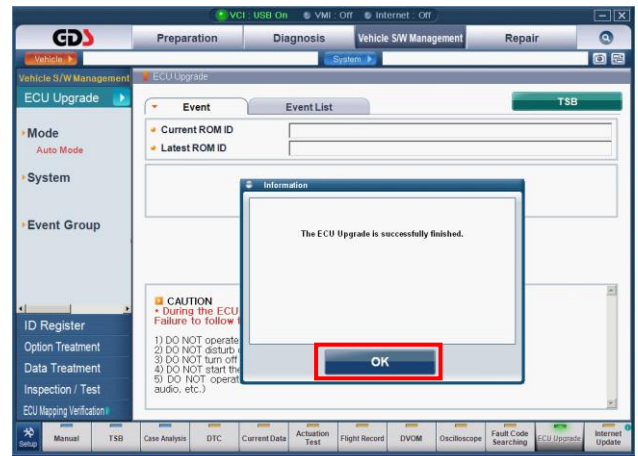 VCI : USB On VMI : Off Internet : Off
GDS Preparation Diagnosis Vehicle S/W Management Repair
Vehicle System
Vehicle S/W Management ECU Upgrade
ECU Upgrade
Event Event List TSB
Mode
Auto Mode
Current ROM ID
Latest ROM ID
System
Information
The ECU Upgrade is successfully finished.
Event Group
CAUTION
• During the ECU
Failure to follow
1) DO NOT operate
2) DO NOT disturb
3) DO NOT turn off
4) DO NOT start the
5) DO NOT operat
audio, etc.)
OK
ID Register
Option Treatment
Data Treatment
Inspection / Test
ECU Mapping Verification
Setup Manual TSB Case Analysis DTC Current Data Actuation Test Flight Record DVOM Oscilloscope Fault Code Searching ECU Upgrade Internet Update